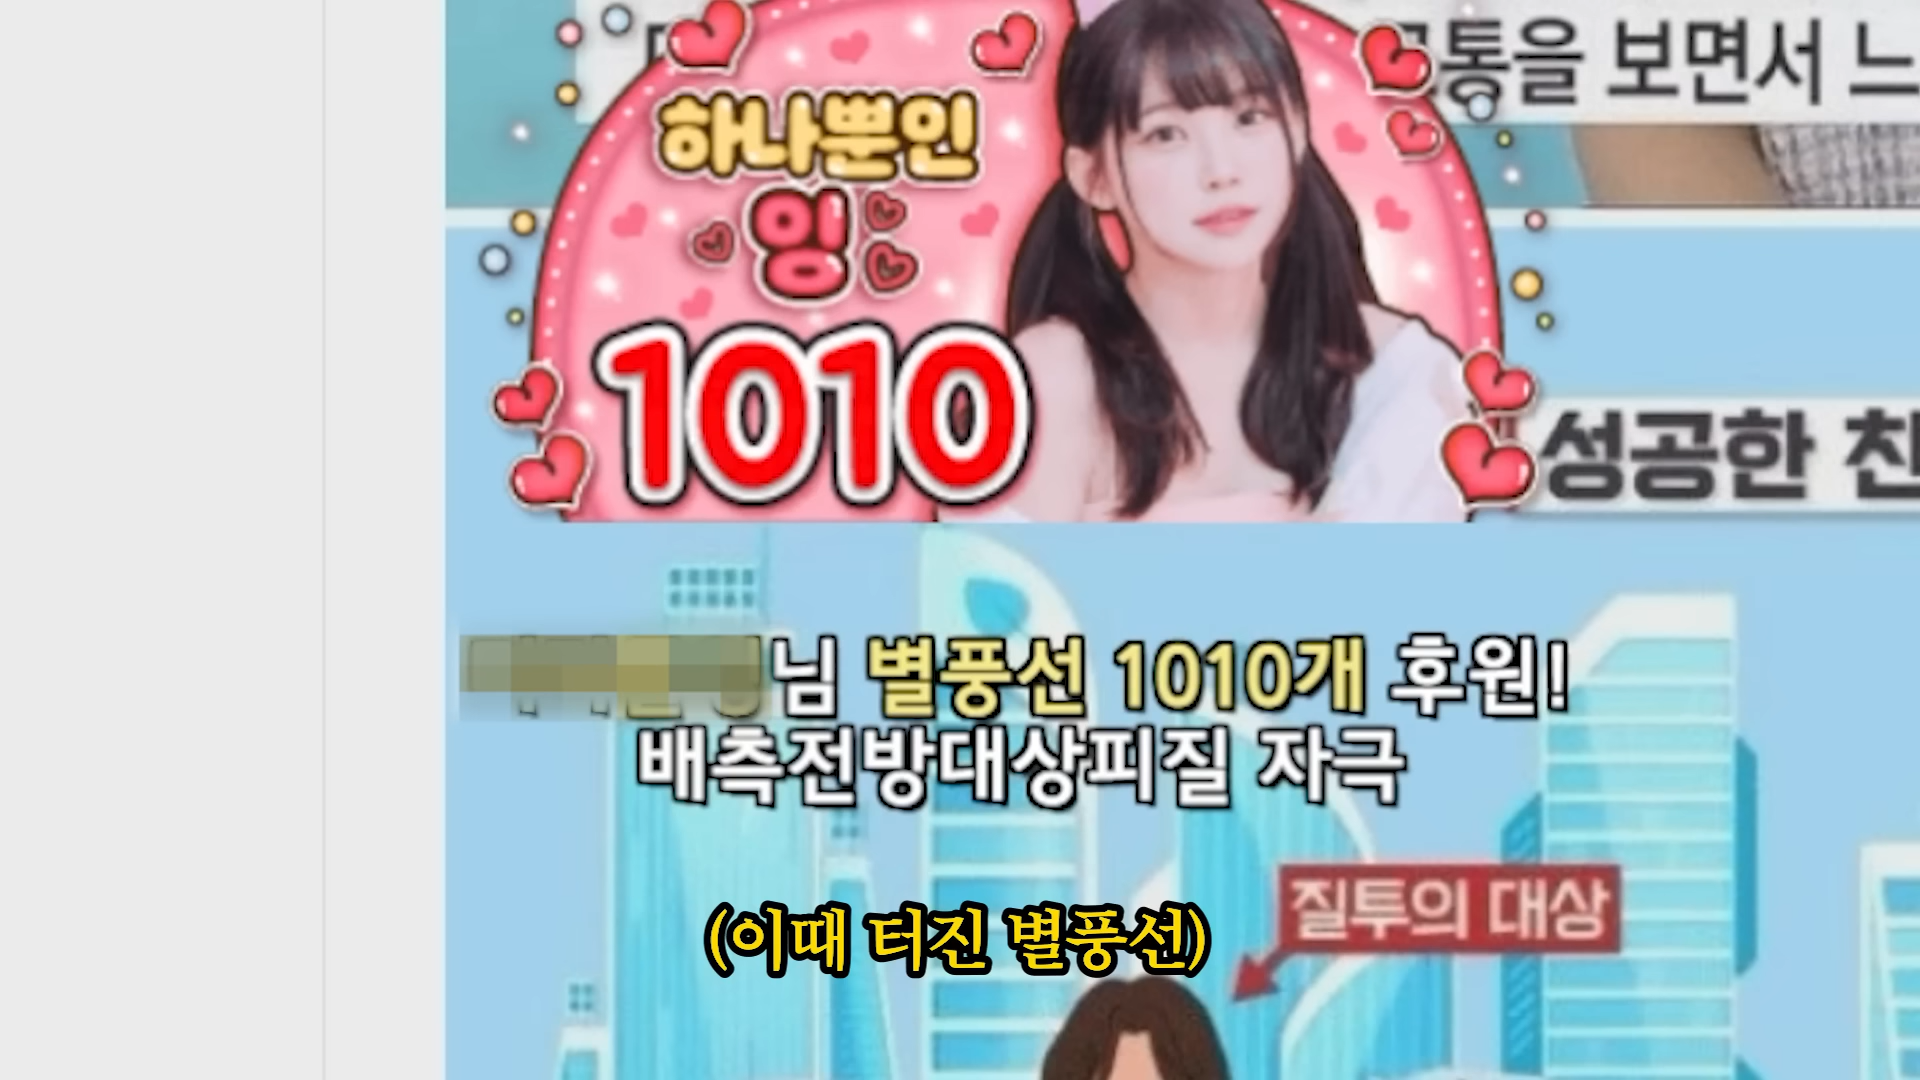 통을 보면서 느
하나뿐인
잉
1010
성공한 친
님 별풍선 1010개 후원!
배측전방대상피질 자극
질투의 대상
(이때 터진 별풍선)